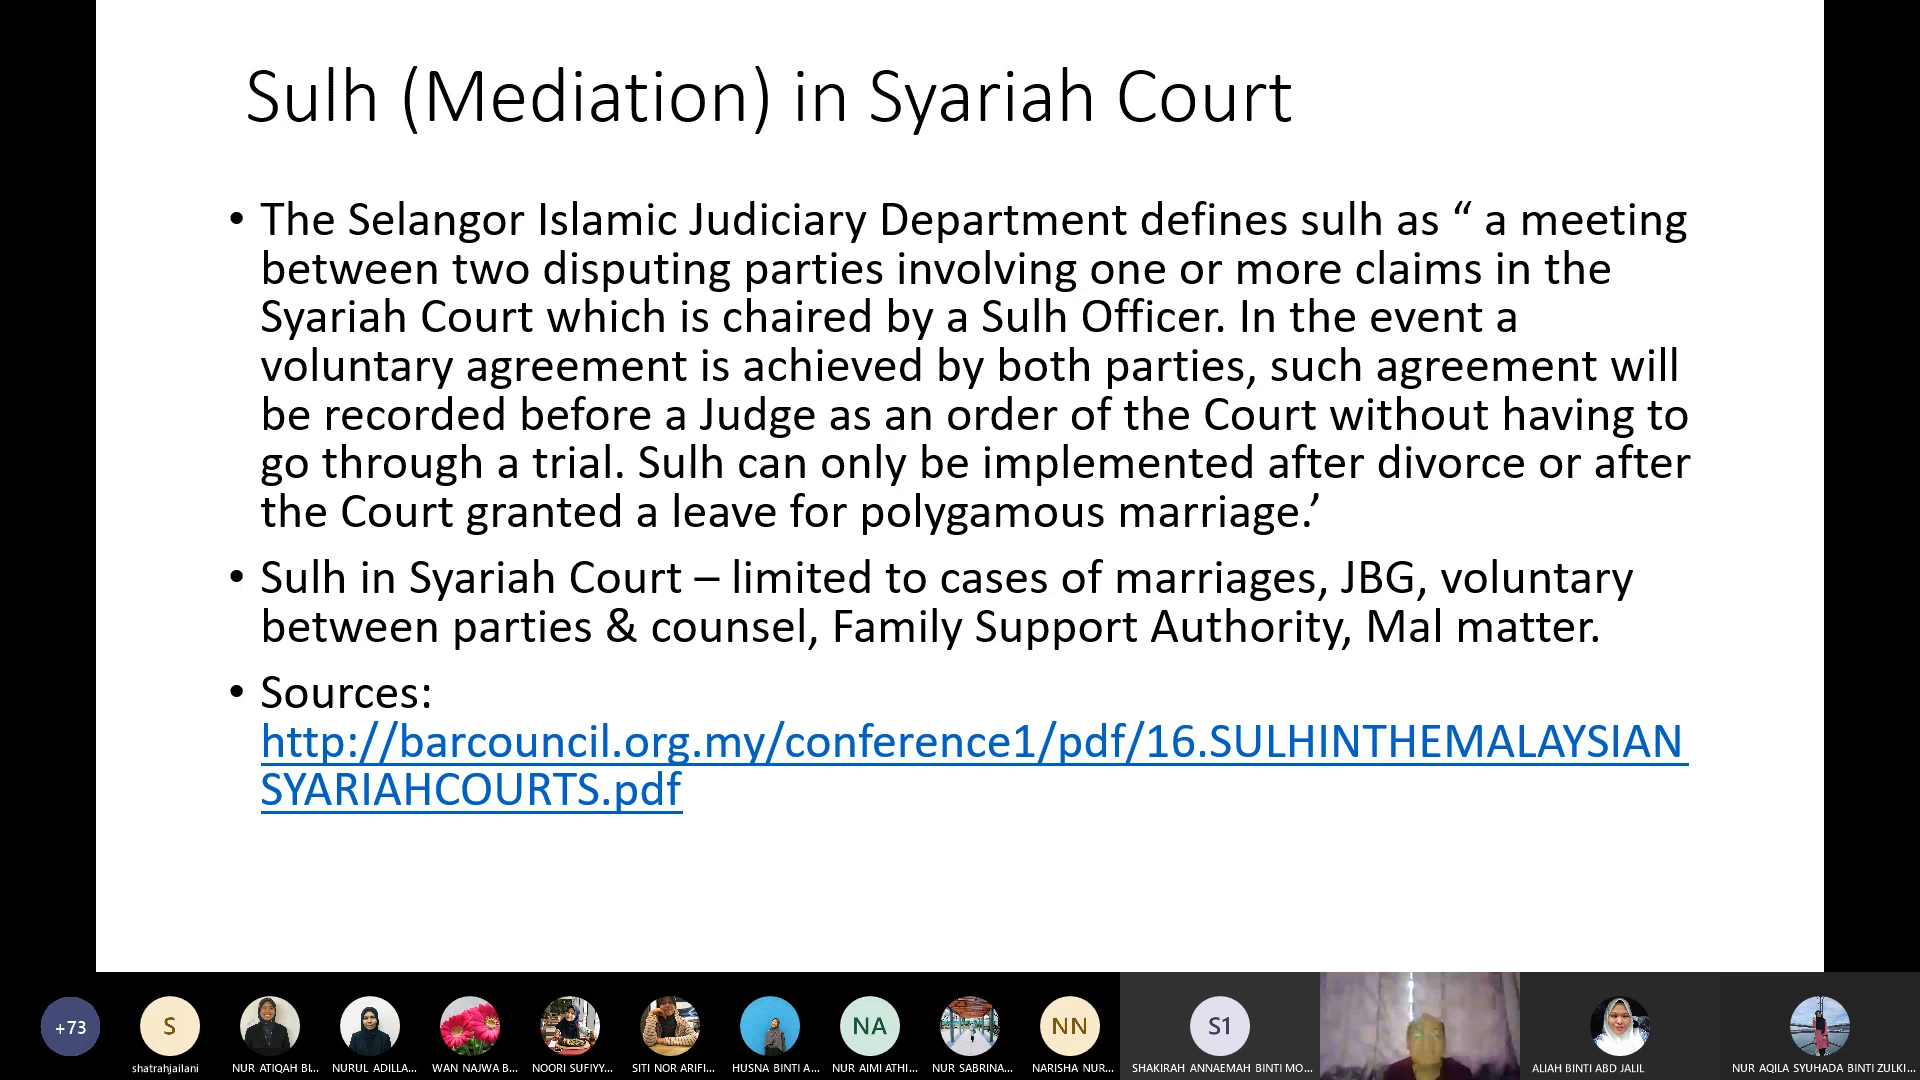 Sulh (Mediation) in Syariah Court
• The Selangor Islamic Judiciary Department defines sulh as “ a meeting
between two disputing parties involving one or more claims in the
Syariah Court which is chaired by a Sulh Officer. In the event a
voluntary agreement is achieved by both parties, such agreement will
be recorded before a Judge as an order of the Court without having to
go through a trial. Sulh can only be implemented after divorce or after
the Court granted a leave for polygamous marriage.’
• Sulh in Syariah Court – limited to cases of marriages, JBG, voluntary
between parties & counsel, Family Support Authority, Mal matter.
• Sources:
http://barcouncil.org.my/conference1/pdf/16.SULHINTHEMALAYSIAN
SYARIAHCOURTS.pdf
+73
S
NA
NN
S1
shatrahjailani
NUR ATIQAH BI...
NURUL ADILLA...
WAN NAJWA B...
NOORI SUFIYY...
SITI NOR ARIFI...
HUSNA BINTI A...
NUR AIMI ATHI...
NUR SABRINA...
NARISHA NUR...
SHAKIRAH ANNAEMAH BINTI MO...
ALIAH BINTI ABD JALIL
NUR AQILA SYUHADA BINTI ZULKI...